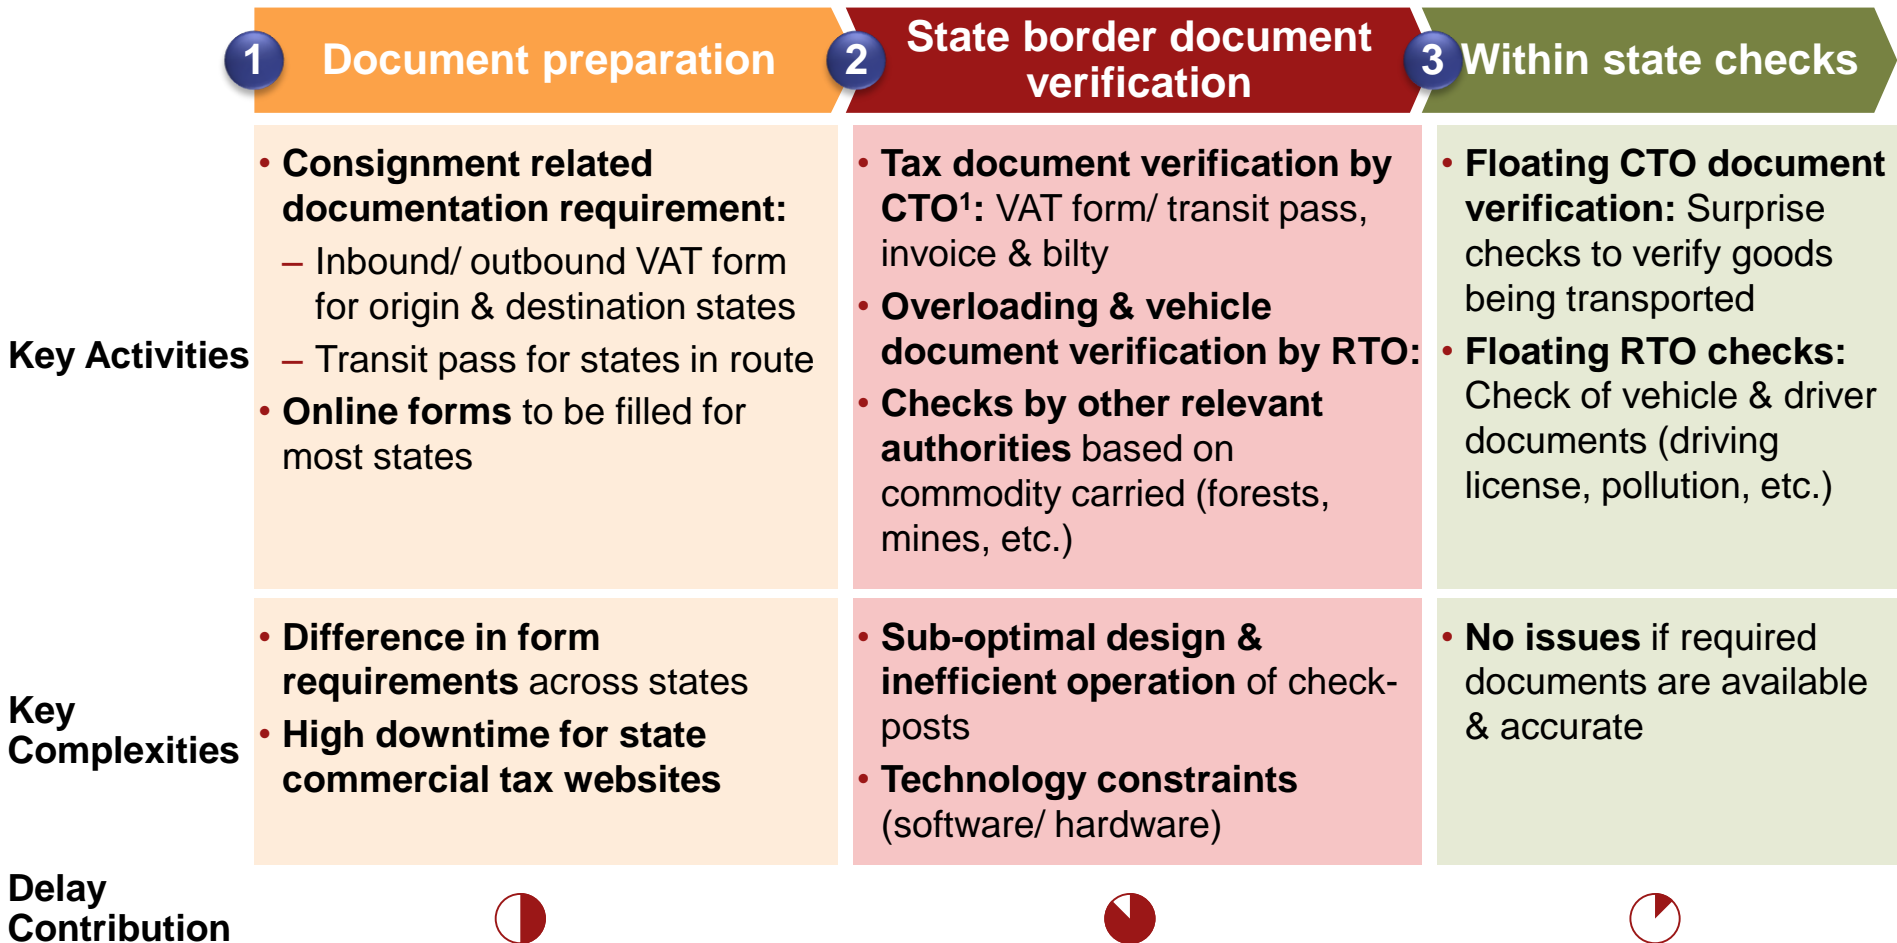 1
Document preparation
2
State border document
verification
3
Within state checks
Key Activities
• Consignment related
documentation requirement:
– Inbound/ outbound VAT form
for origin & destination states
– Transit pass for states in route
• Online forms to be filled for
most states
• Tax document verification by
CTO¹: VAT form/ transit pass,
invoice & bilty
• Overloading & vehicle
document verification by RTO:
• Checks by other relevant
authorities based on
commodity carried (forests,
mines, etc.)
• Floating CTO document
verification: Surprise
checks to verify goods
being transported
• Floating RTO checks:
Check of vehicle & driver
documents (driving
license, pollution, etc.)
Key
Complexities
• Difference in form
requirements across states
• High downtime for state
commercial tax websites
• Sub-optimal design &
inefficient operation of check-
posts
• Technology constraints
(software/ hardware)
• No issues if required
documents are available
& accurate
Delay
Contribution